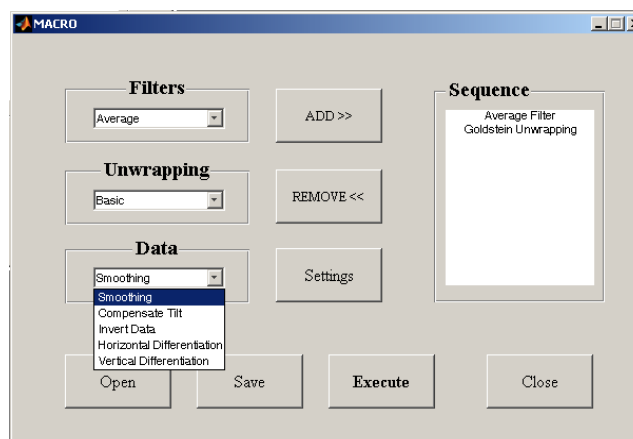 MACRO
Filters
Average
ADD >>
Sequence
Average Filter
Goldstein Unwrapping
Unwrapping
Basic
REMOVE <<
Data
Smoothing
Settings
Smoothing
Compensate Tilt
Invert Data
Horizontal Differentiation
Vertical Differentiation
Open
Save
Execute
Close